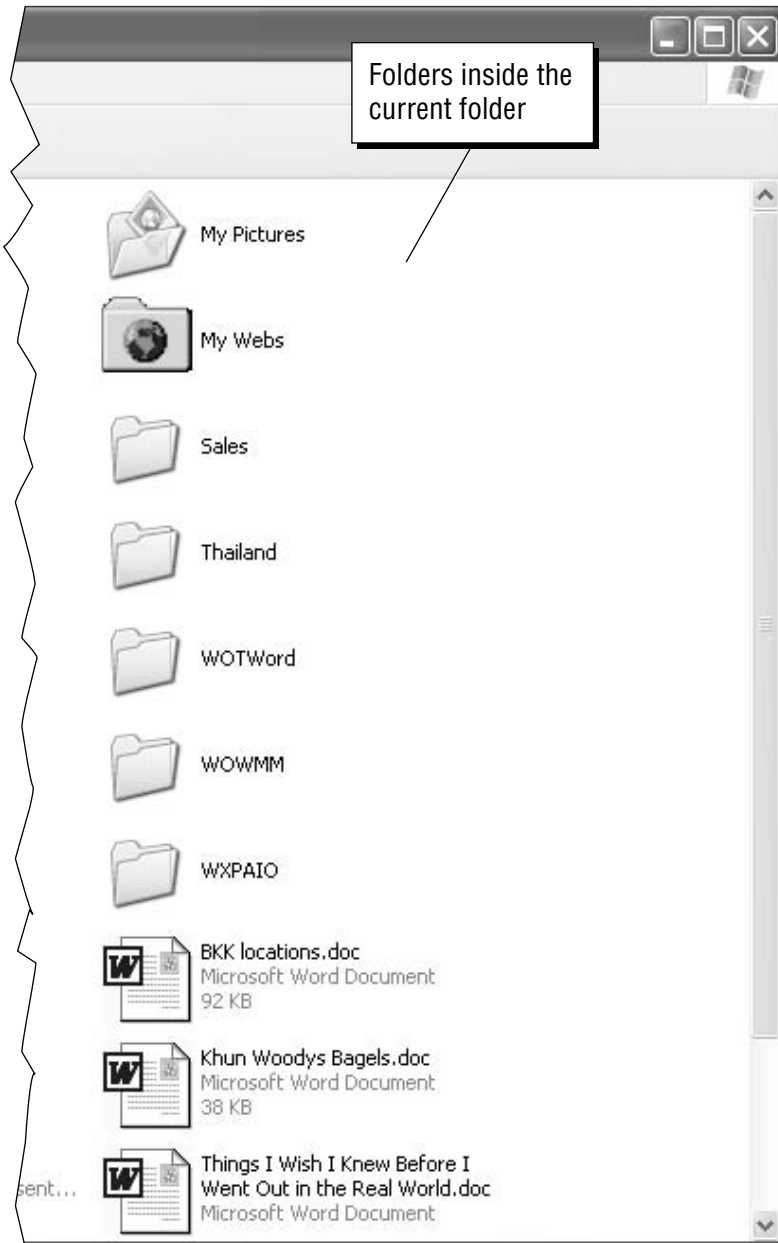 Folders inside the
current folder
My Pictures
My Webs
Sales
Thailand
WOTWord
WOWMM
WXPAIO
BKK locations.doc
Microsoft Word Document
92 KB
Khun Woodys Bagels.doc
Microsoft Word Document
38 KB
Things I Wish I Knew Before I
Went Out in the Real World.doc
Microsoft Word Document
sent...